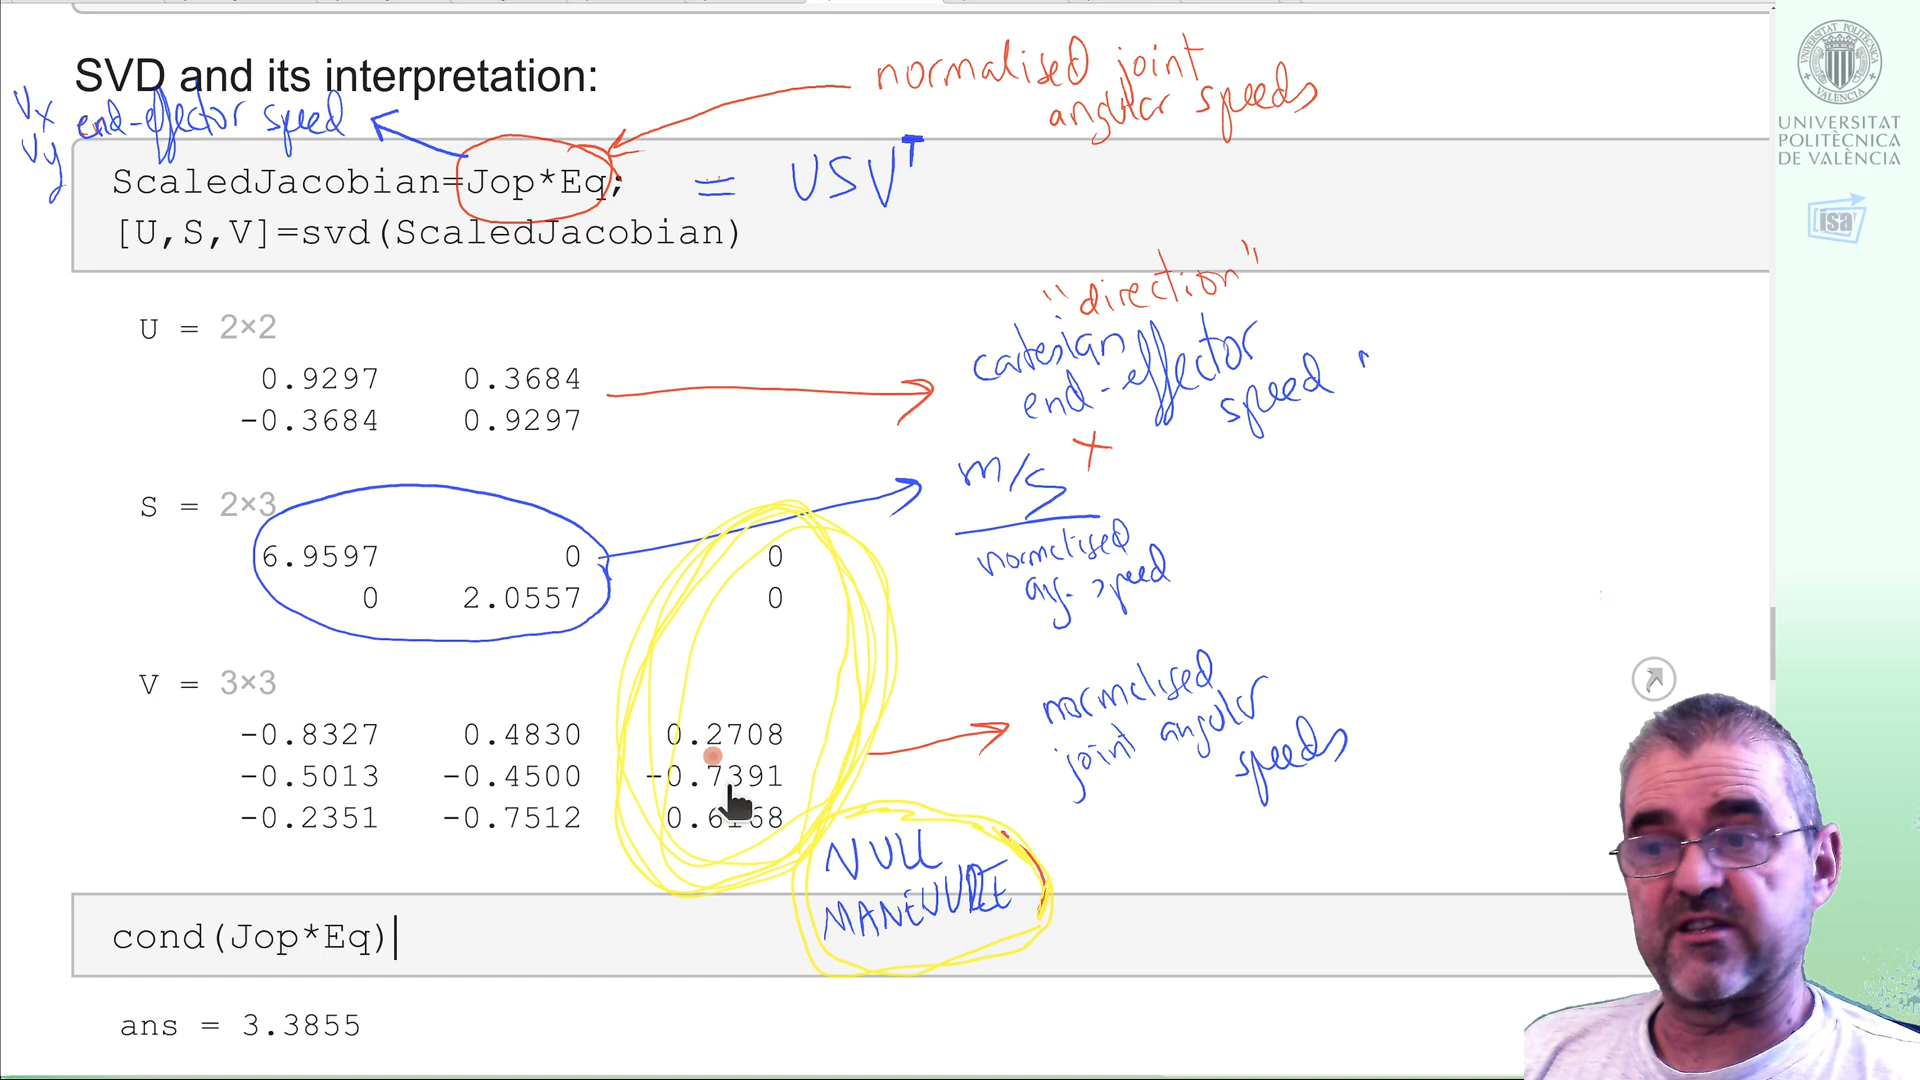 SVD and its interpretation:
normalised joint
angular speeds
vx end-effector speed
vy
ScaledJacobian=Jop*Eq; = USVᵀ
[U,S,V]=svd(ScaledJacobian)
UNIVERSITAT
POLITÈCNICA
DE VALÈNCIA
isa
"direction"
U = 2×2
0.9297 0.3684
-0.3684 0.9297
cartesian
end-effector
speed
S = 2×3
6.9597 0 0
0 2.0557 0
m/s
normalised
ang. speed
V = 3×3
-0.8327 0.4830 0.2708
-0.5013 -0.4500 -0.7391
-0.2351 -0.7512
normalised
joint angular
speeds
NULL
cond(Jop*Eq)
ans = 3.3855